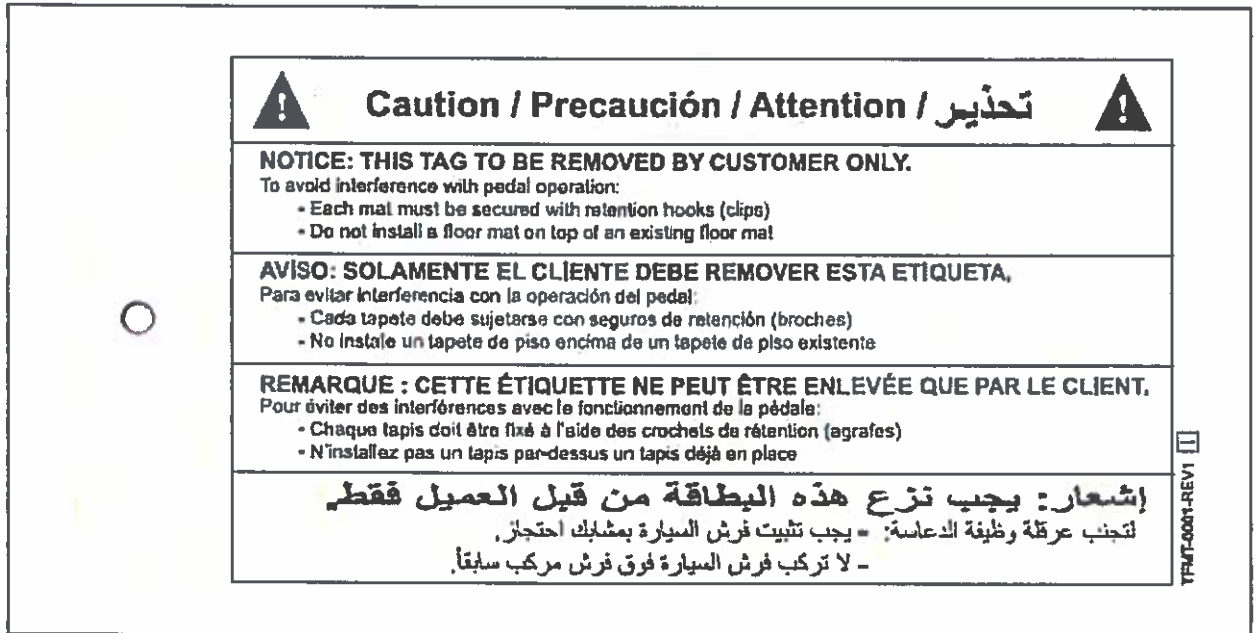 Caution / Precaución / Attention / تحذير
NOTICE: THIS TAG TO BE REMOVED BY CUSTOMER ONLY.
To avoid interference with pedal operation:
- Each mat must be secured with retention hooks (clips)
- Do not install a floor mat on top of an existing floor mat
AVISO: SOLAMENTE EL CLIENTE DEBE REMOVER ESTA ETIQUETA.
Para evitar interferencia con la operación del pedal:
- Cada tapete debe sujetarse con seguros de retención (broches)
- No instale un tapete de piso encima de un tapete de piso existente
REMARQUE : CETTE ÉTIQUETTE NE PEUT ÊTRE ENLEVÉE QUE PAR LE CLIENT.
Pour éviter des interférences avec le fonctionnement de la pédale:
- Chaque tapis doit être fixé à l'aide des crochets de rétention (agrafes)
- N'installez pas un tapis par-dessus un tapis déjà en place
إشعار: يجب نزع هذه البطاقة من قبل العميل فقط.
لتجنب عرقلة وظيفة الدعاسة: - يجب تثبيت فرش السيارة بمشابك احتجاز.
- لا تركب فرش السيارة فوق فرش مركب سابقاً.
TFMT-0001-REV1